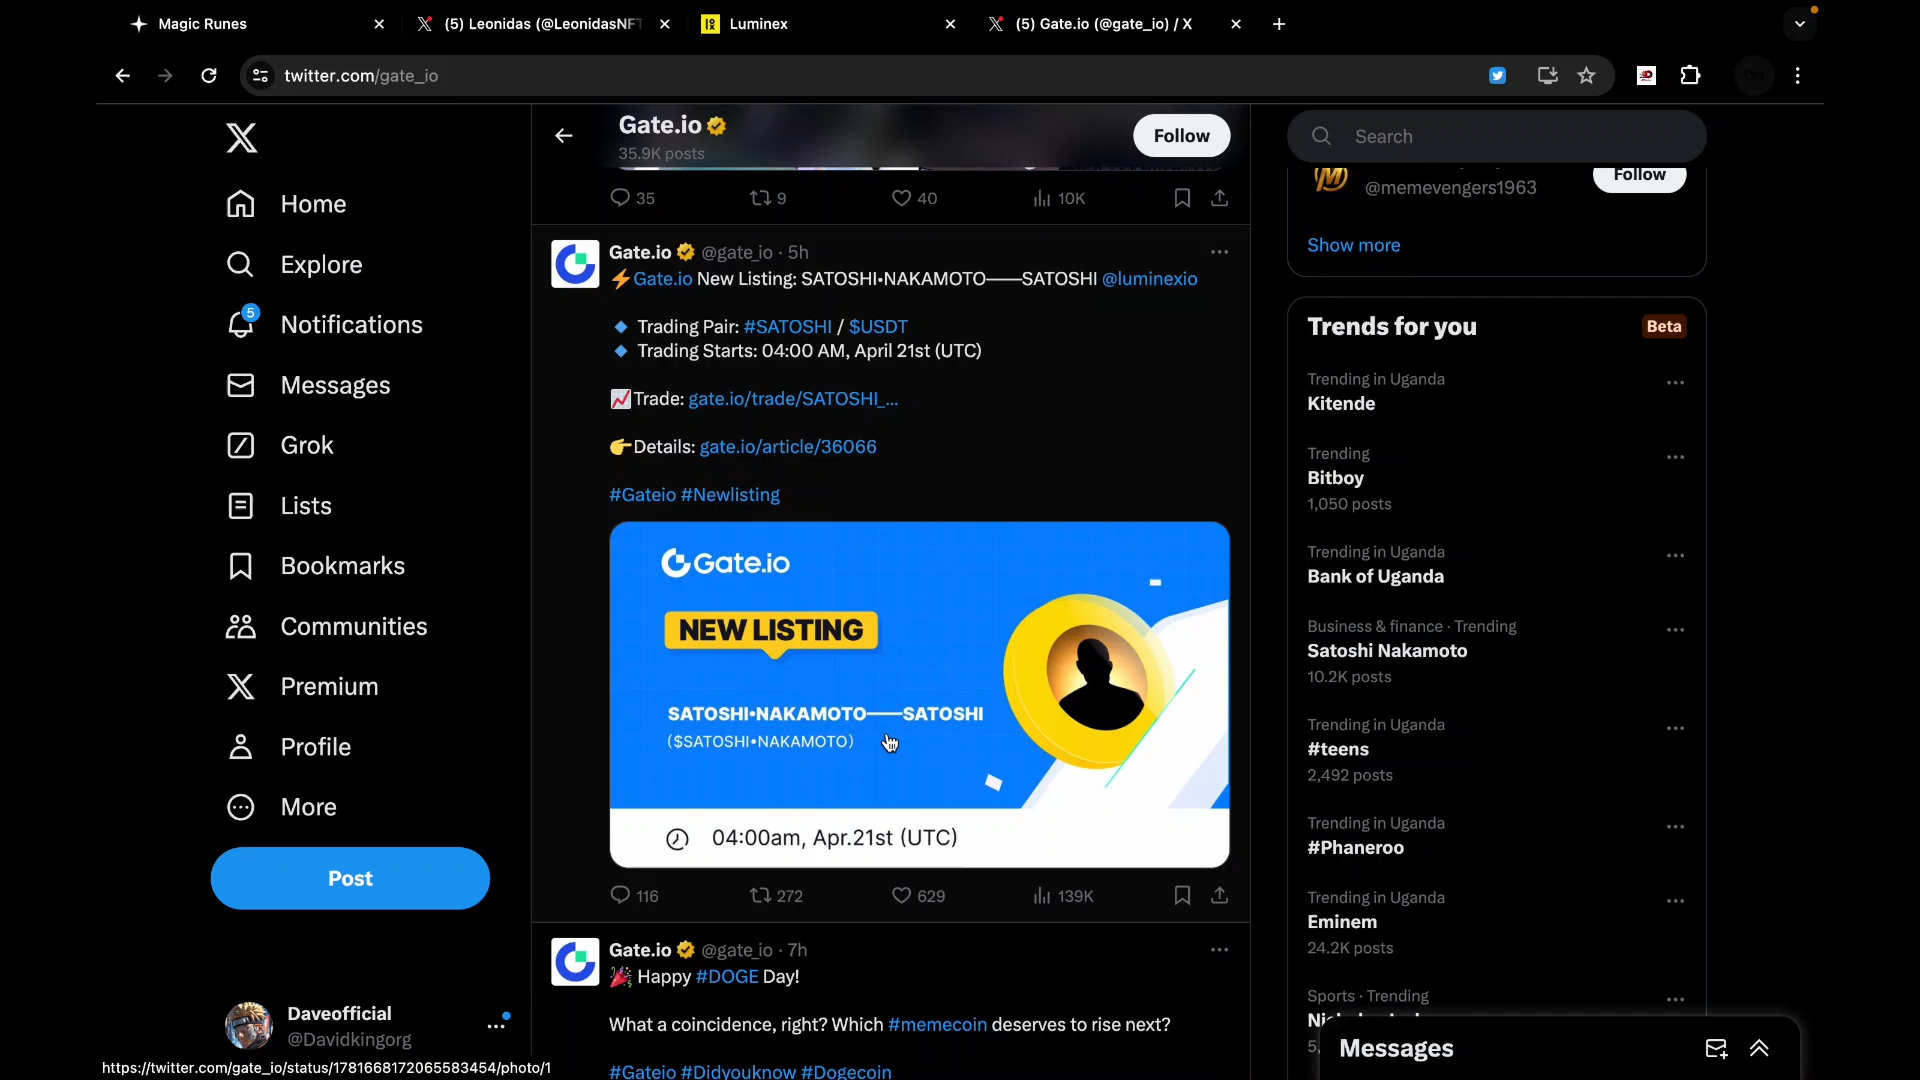 Magic Runes
(5) Leonidas (@LeonidasNFT
Luminex
(5) Gate.io (@gate_io) / X
twitter.com/gate_io
Home
Explore
5
Notifications
Messages
Grok
Lists
Bookmarks
Communities
Premium
Profile
More
Post
Daveofficial
@Davidkingorg
https://twitter.com/gate_io/status/1781668172065583454/photo/1
Gate.io
35.9K posts
Follow
35
9
40
10K
Gate.io @gate_io · 5h
⚡Gate.io New Listing: SATOSHI•NAKAMOTO——SATOSHI @luminexio
🔹 Trading Pair: #SATOSHI / $USDT
🔹 Trading Starts: 04:00 AM, April 21st (UTC)
📈Trade: gate.io/trade/SATOSHI_...
👉Details: gate.io/article/36066
#Gateio #Newlisting
Gate.io
NEW LISTING
SATOSHI•NAKAMOTO——SATOSHI
($SATOSHI•NAKAMOTO)
04:00am, Apr.21st (UTC)
116
272
629
139K
Gate.io @gate_io · 7h
🎉 Happy #DOGE Day!
What a coincidence, right? Which #memecoin deserves to rise next?
#Gateio #Didyouknow #Dogecoin
Search
@memevengers1963
Follow
Show more
Trends for you
Beta
Trending in Uganda
Kitende
Trending
Bitboy
1,050 posts
Trending in Uganda
Bank of Uganda
Business & finance · Trending
Satoshi Nakamoto
10.2K posts
Trending in Uganda
#teens
2,492 posts
Trending in Uganda
#Phaneroo
Trending in Uganda
Eminem
24.2K posts
Sports · Trending
Messages